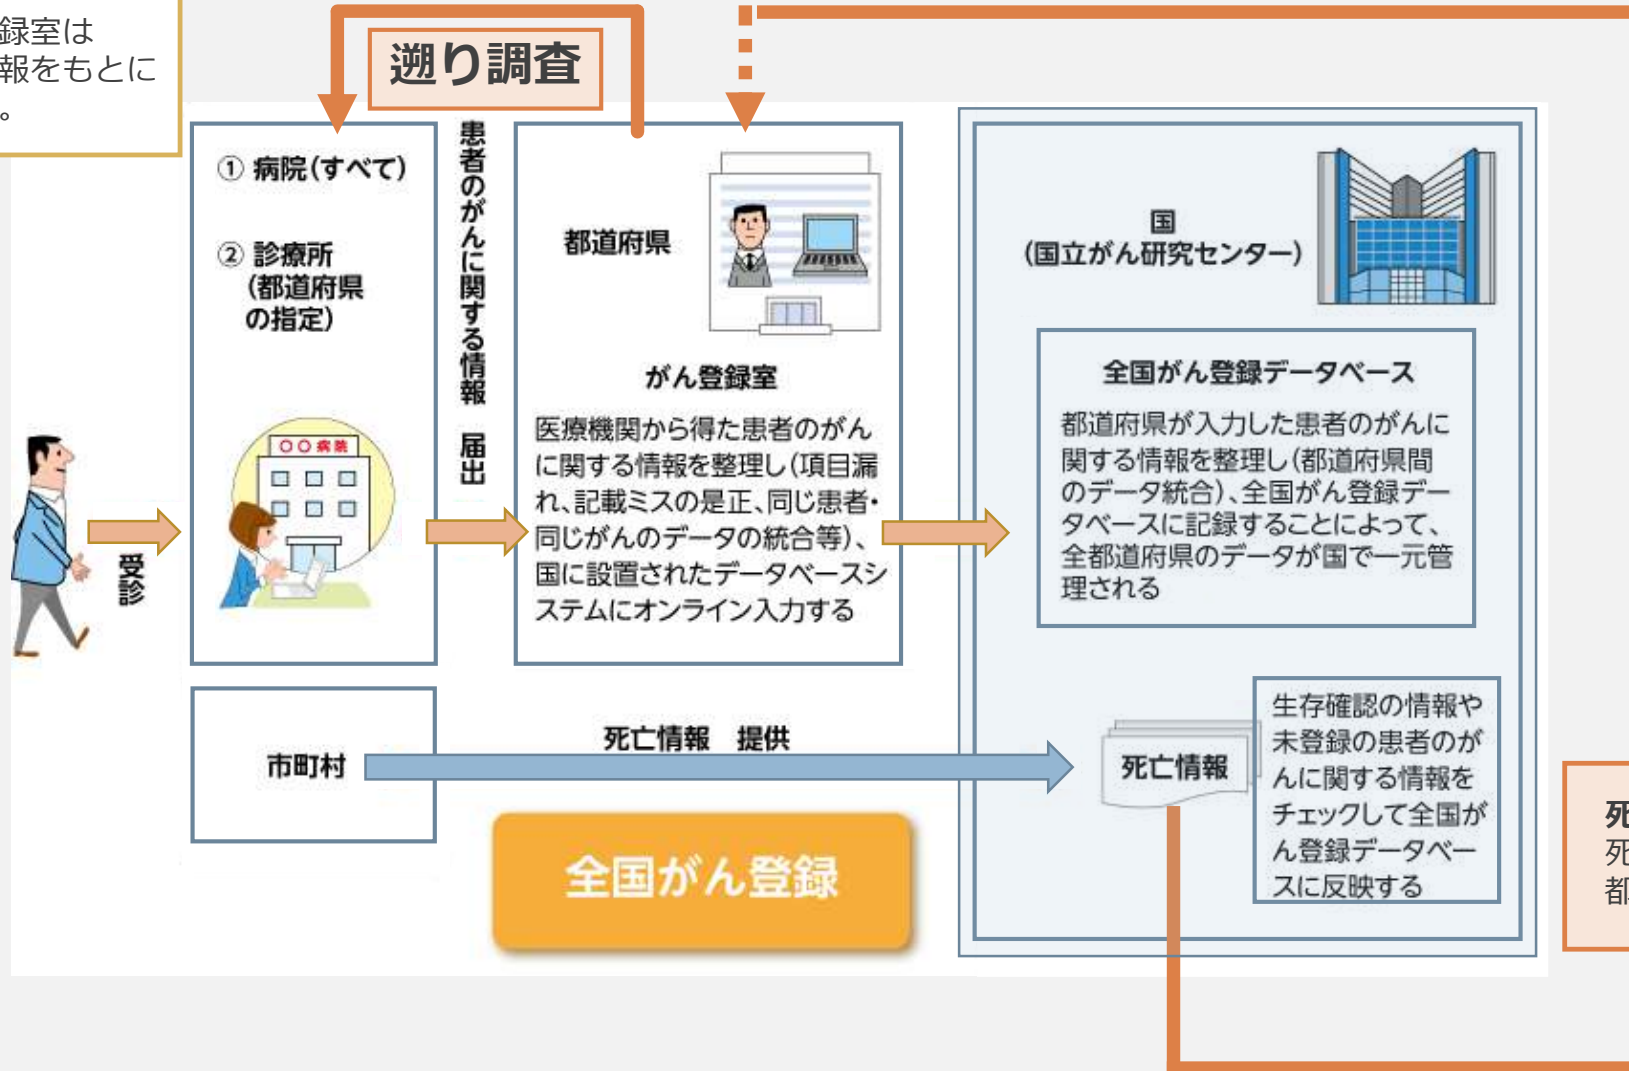 録室は
報をもとに
。
遡り調査
① 病院(すべて)
② 診療所
(都道府県
の指定)
〇〇病院
受診
患者のがんに関する情報 届出
都道府県
がん登録室
医療機関から得た患者のがん
に関する情報を整理し(項目漏
れ、記載ミスの是正、同じ患者・
同じがんのデータの統合等)、
国に設置されたデータベースシ
ステムにオンライン入力する
国
(国立がん研究センター)
全国がん登録データベース
都道府県が入力した患者のがんに
関する情報を整理し(都道府県間
のデータ統合)、全国がん登録デー
タベースに記録することによって、
全都道府県のデータが国で一元管
理される
市町村
死亡情報 提供
死亡情報
生存確認の情報や
未登録の患者のが
んに関する情報を
チェックして全国が
ん登録データベー
スに反映する
全国がん登録
死
死
都